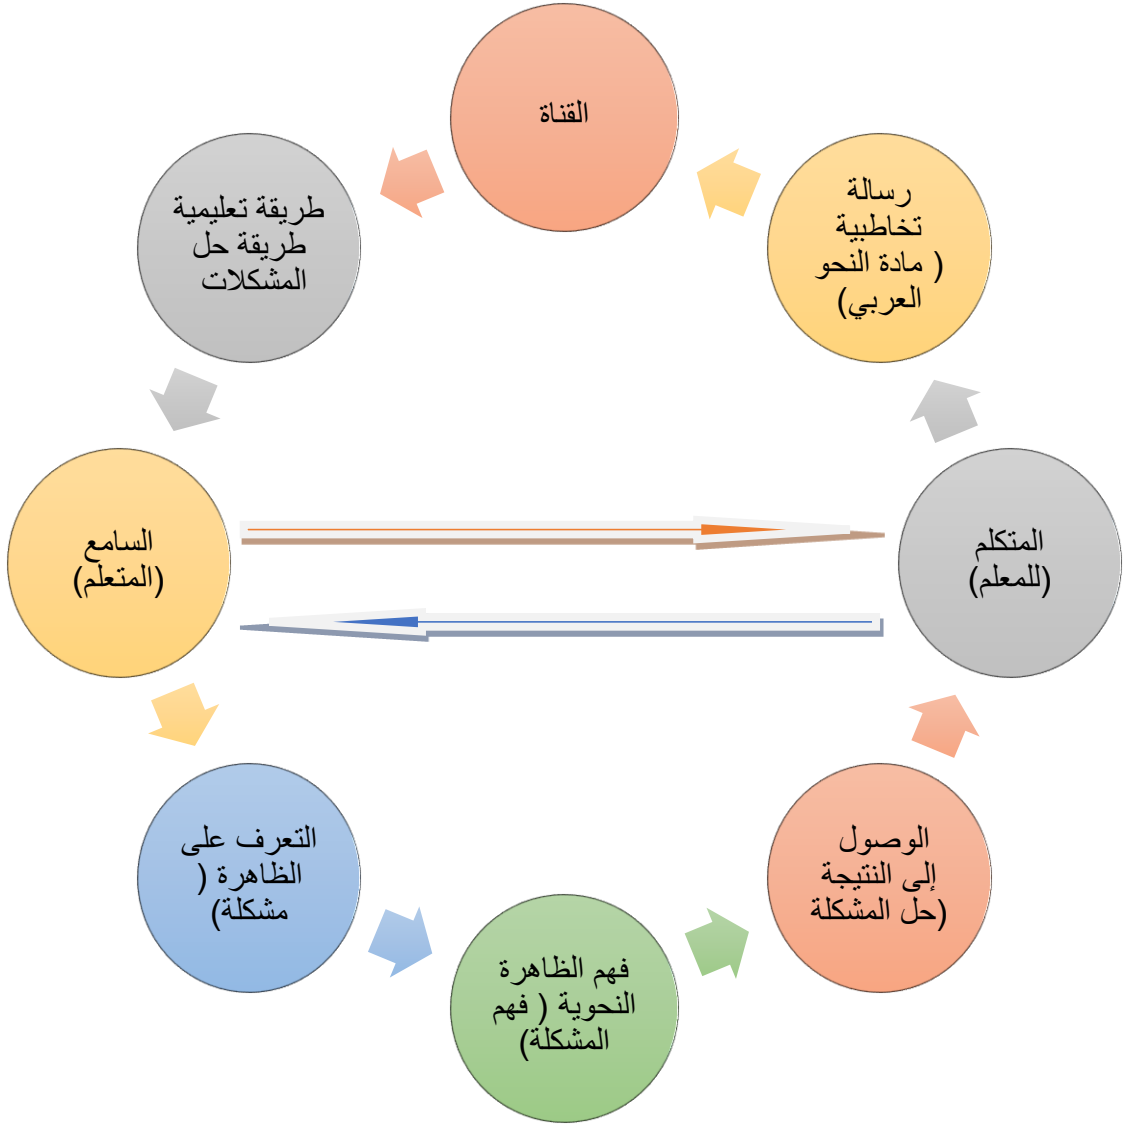 القناة
رسالة
تخاطبية
( مادة النحو
العربي)
طريقة تعليمية
طريقة حل
المشكلات
المتكلم
(للمعلم)
السامع
(المتعلم)
الوصول
إلى النتيجة
(حل المشكلة
التعرف على
الظاهرة (
مشكلة)
فهم الظاهرة
النحوية ( فهم
المشكلة)